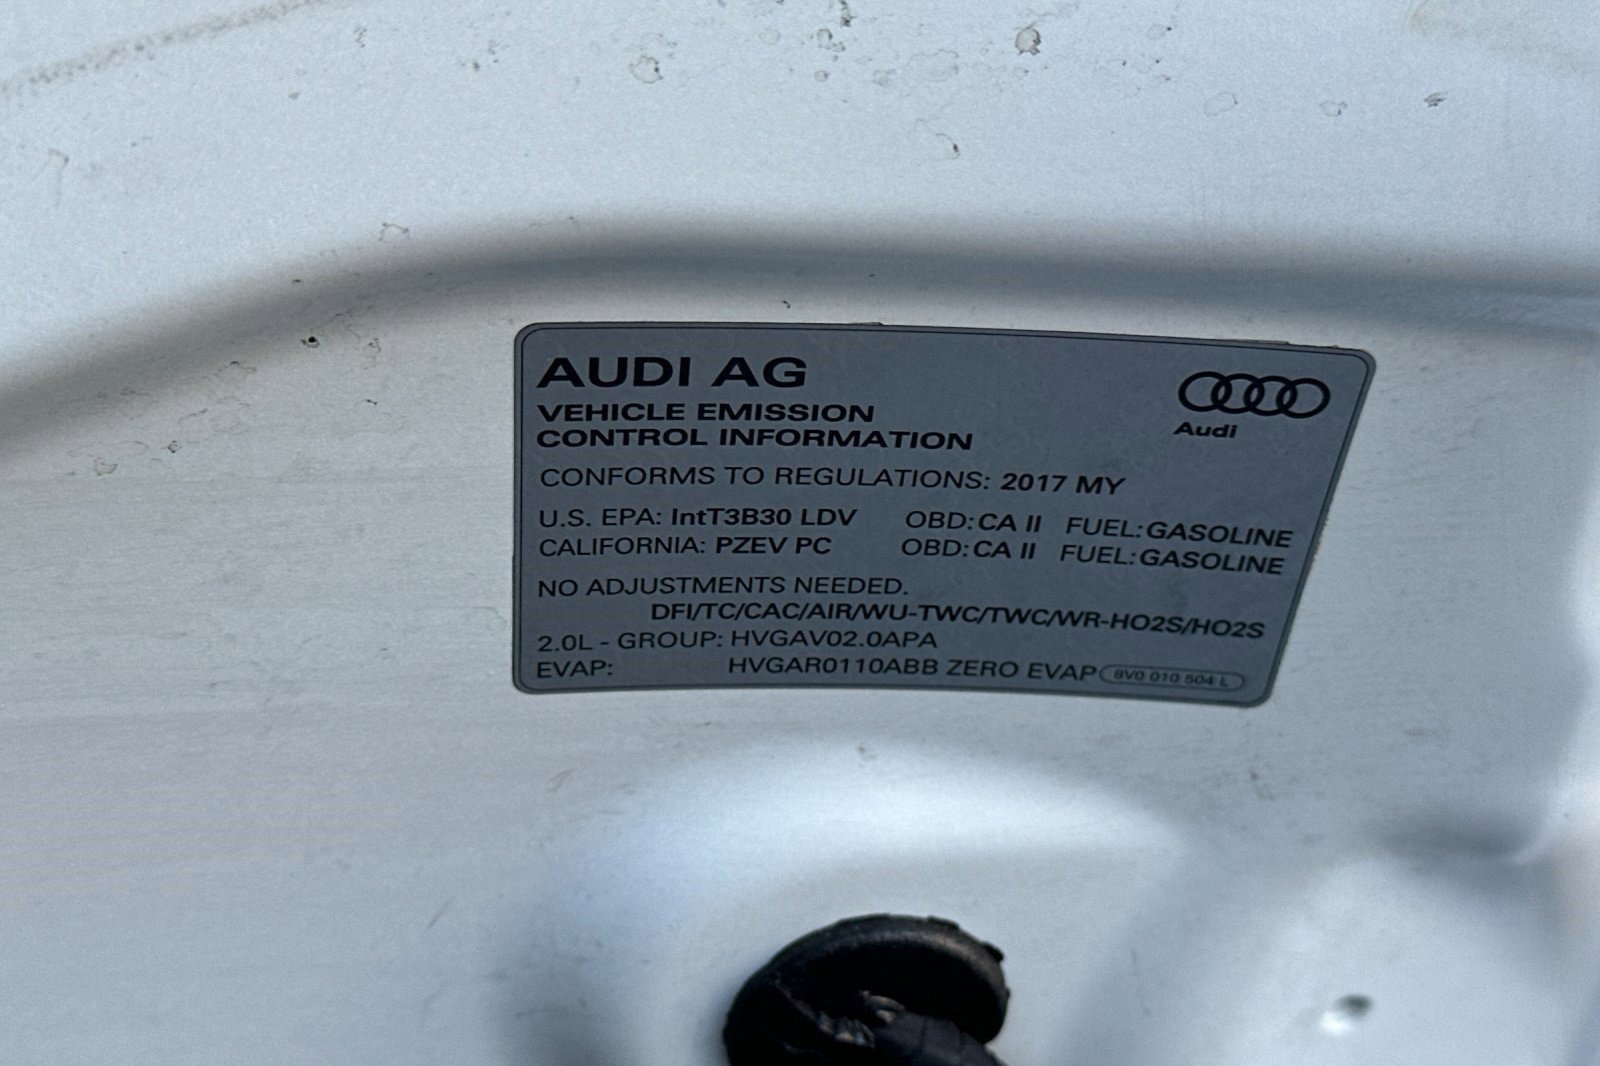 AUDI AG
Audi
VEHICLE EMISSION
CONTROL INFORMATION
CONFORMS TO REGULATIONS: 2017 MY
U.S. EPA: IntT3B30 LDV OBD: CA II FUEL: GASOLINE
CALIFORNIA: PZEV PC OBD: CA II FUEL: GASOLINE
NO ADJUSTMENTS NEEDED.
DFI/TC/CAC/AIR/WU-TWC/TWC/WR-HO2S/HO2S
2.0L - GROUP: HVGAV02.0APA
EVAP: HVGAR0110ABB ZERO EVAP 8V0 010 504 L